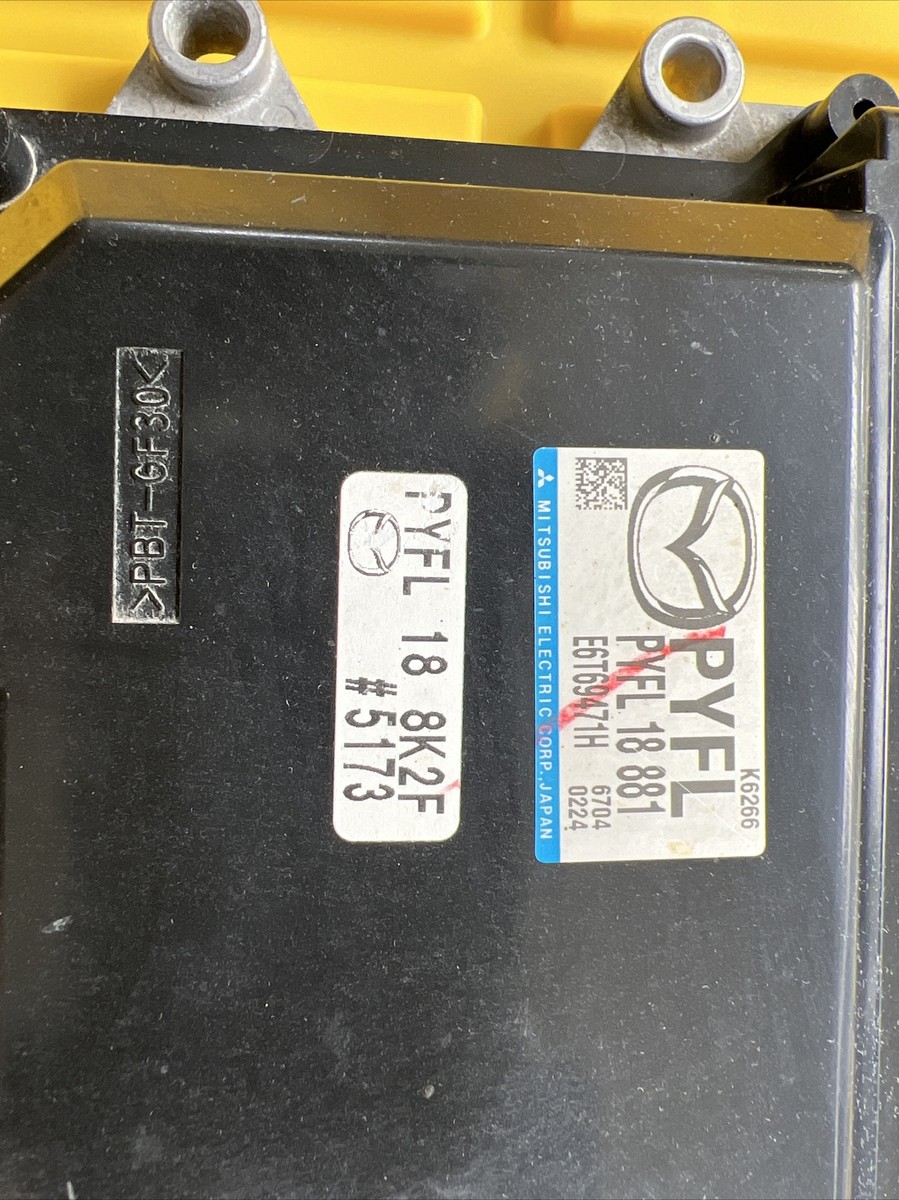 K6266
PYFL
PYFL 18 881
6704
E6T69471H
0224
MITSUBISHI ELECTRIC CORP.,JAPAN
PYFL 18 8K2F
#5173
>PBT-GF30<